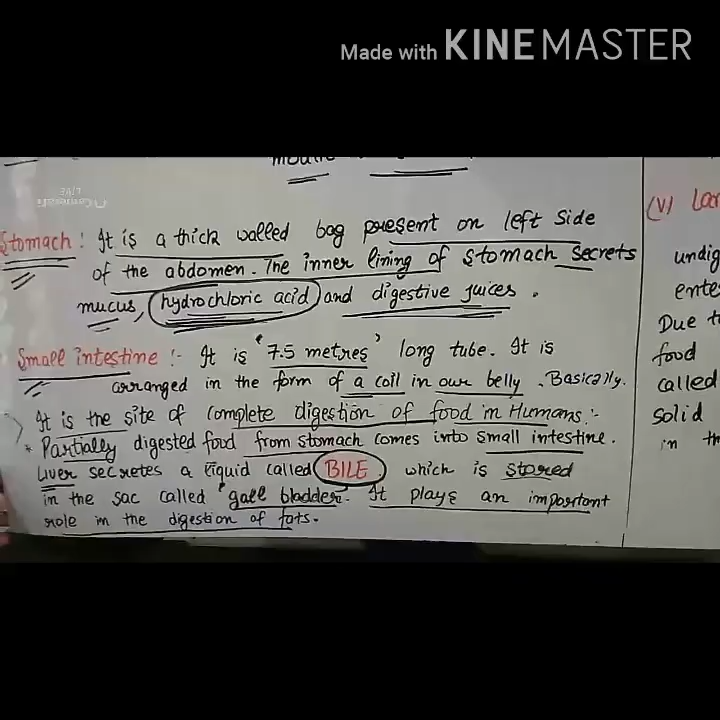 Made with KINEMASTER
Stomach: It is a thick walled bag present on left side
of the abdomen. The inner lining of stomach secrets
mucus, hydrochloric acid and digestive juices.
Small intestine :- It is "7.5 metres" long tube. It is
arranged in the form of a coil in our belly. Basically.
It is the site of complete digestion of food in Humans:-
* Partially digested food from stomach comes into small intestine.
Liver secretes a liquid called BILE which is stored
in the sac called "gall bladder". It plays an important
role in the digestion of fats.
(V) Lar
undig
ente
Due t
food
called
solid
in th